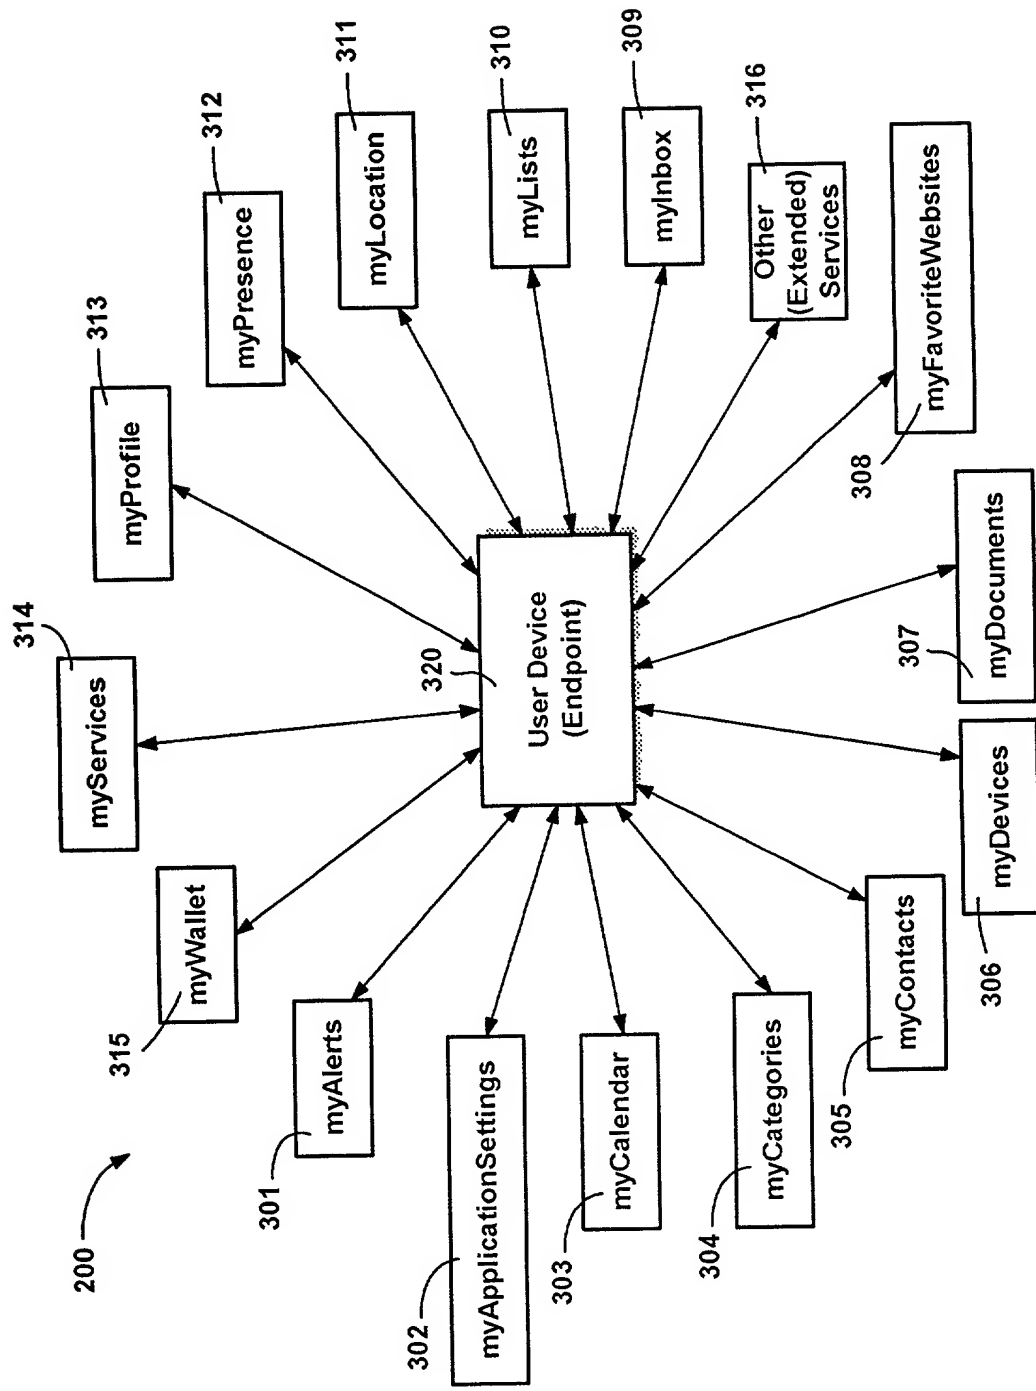 200
315
myWallet
314
myServices
313
myProfile
312
myPresence
311
myLocation
310
myLists
309
myInbox
316
Other
(Extended)
Services
308
myFavoriteWebsites
307
myDocuments
306
myDevices
305
myContacts
304
myCategories
303
myCalendar
302
myApplicationSettings
301
myAlerts
320
User Device
(Endpoint)